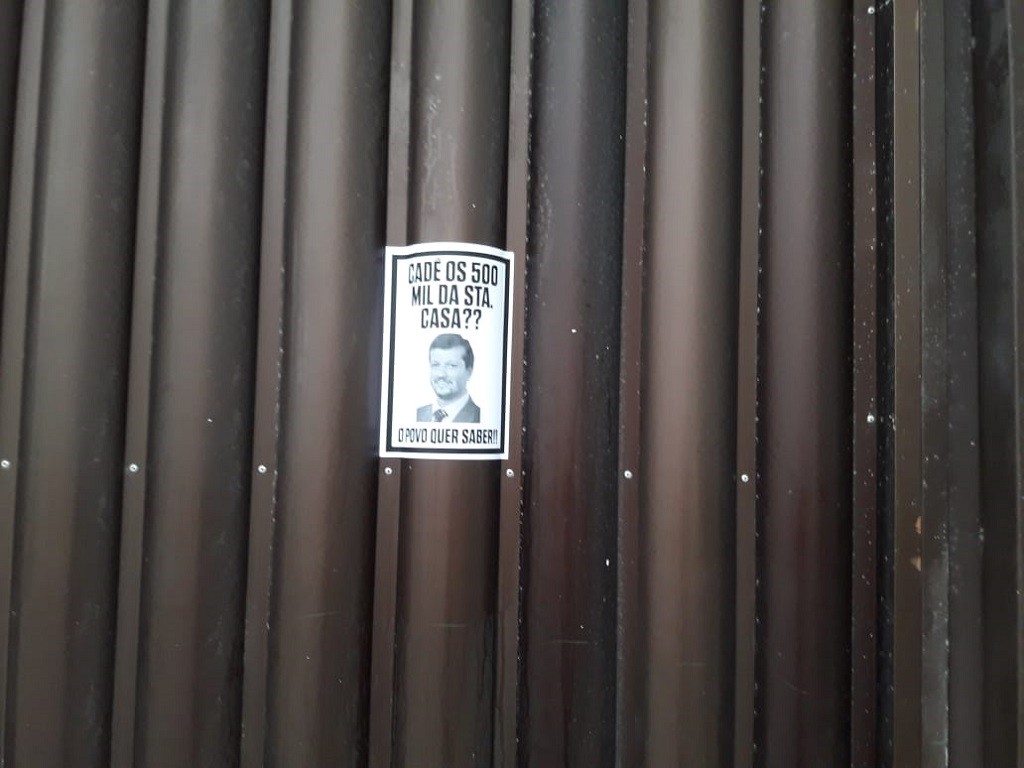 CADÊ OS 500
MIL DA STA.
CASA??
O POVO QUER SABER!!